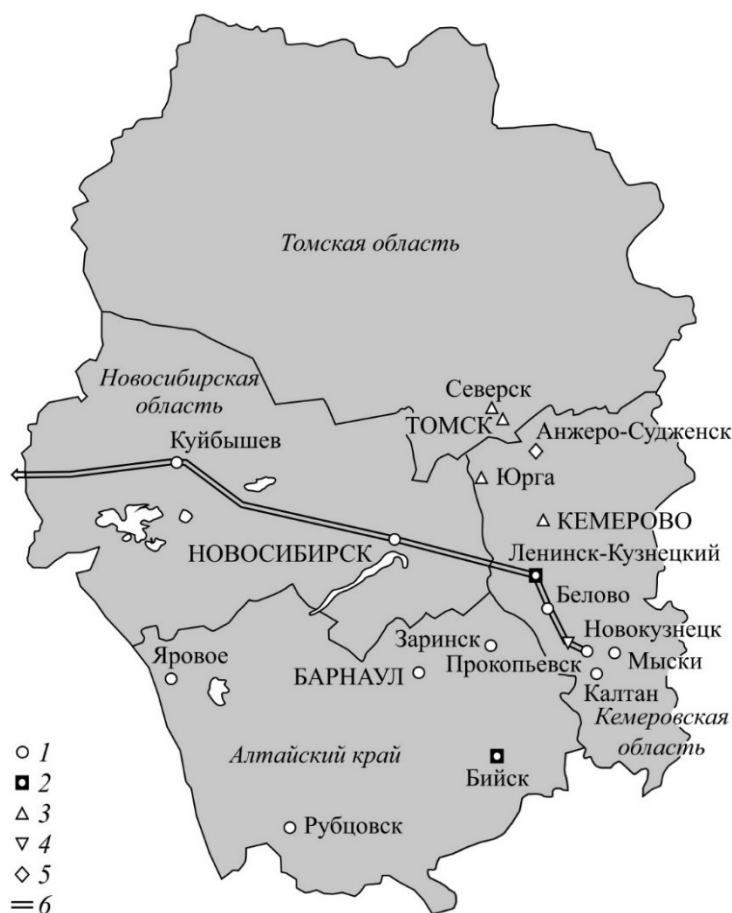 Томская область
Новосибирская
область
Северск
ТОМСК
Анжеро-Судженск
Куйбышев
Юрга
КЕМЕРОВО
НОВОСИБИРСК
Ленинск-Кузнецкий
Белово
Заринск
Новокузнецк
Яровое
БАРНАУЛ
Прокопьевск
Мыски
Калтан
Кемеровская
область
Алтайский край
Бийск
Рубцовск
1
2
3
4
5
6